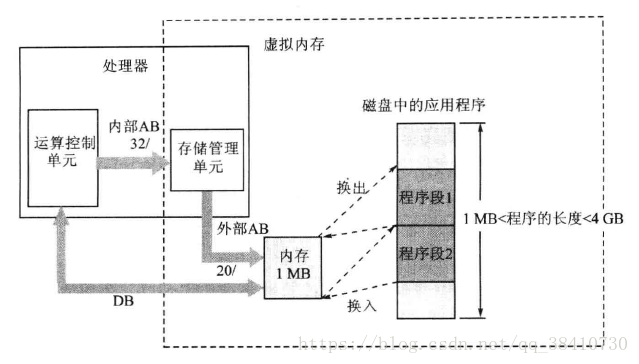 虚拟内存
处理器
磁盘中的应用程序
运算控制
单元
内部AB
32/
存储管理
单元
换出
程序段1
1 MB<程序的长度<4 GB
外部AB
20/
内存
1 MB
程序段2
DB
换入
https://blog.csdn.net/qq_38410730